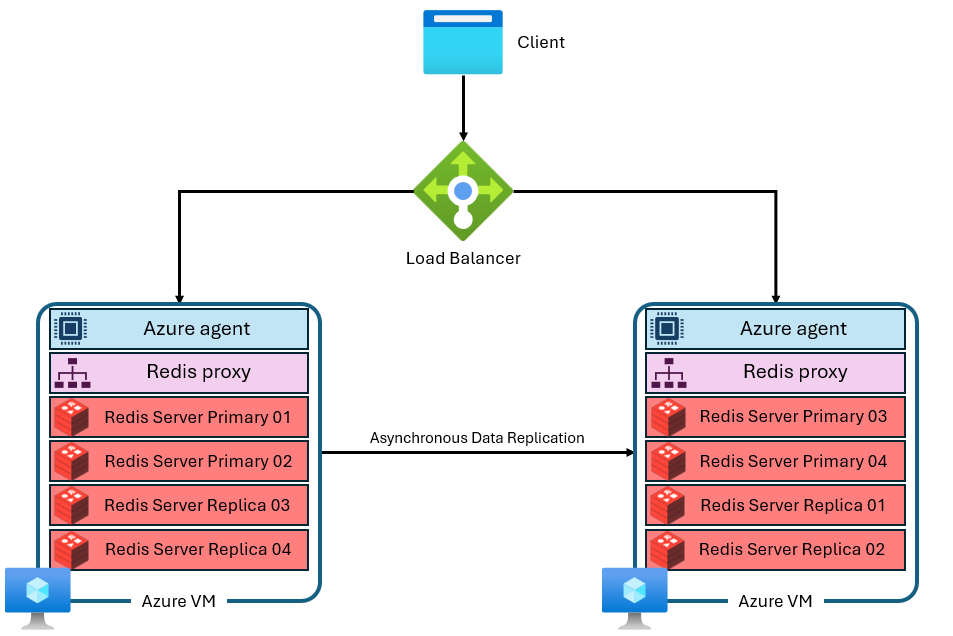 Client
Load Balancer
Azure agent
Redis proxy
Redis Server Primary 01
Redis Server Primary 02
Redis Server Replica 03
Redis Server Replica 04
Azure VM
Asynchronous Data Replication
Azure agent
Redis proxy
Redis Server Primary 03
Redis Server Primary 04
Redis Server Replica 01
Redis Server Replica 02
Azure VM